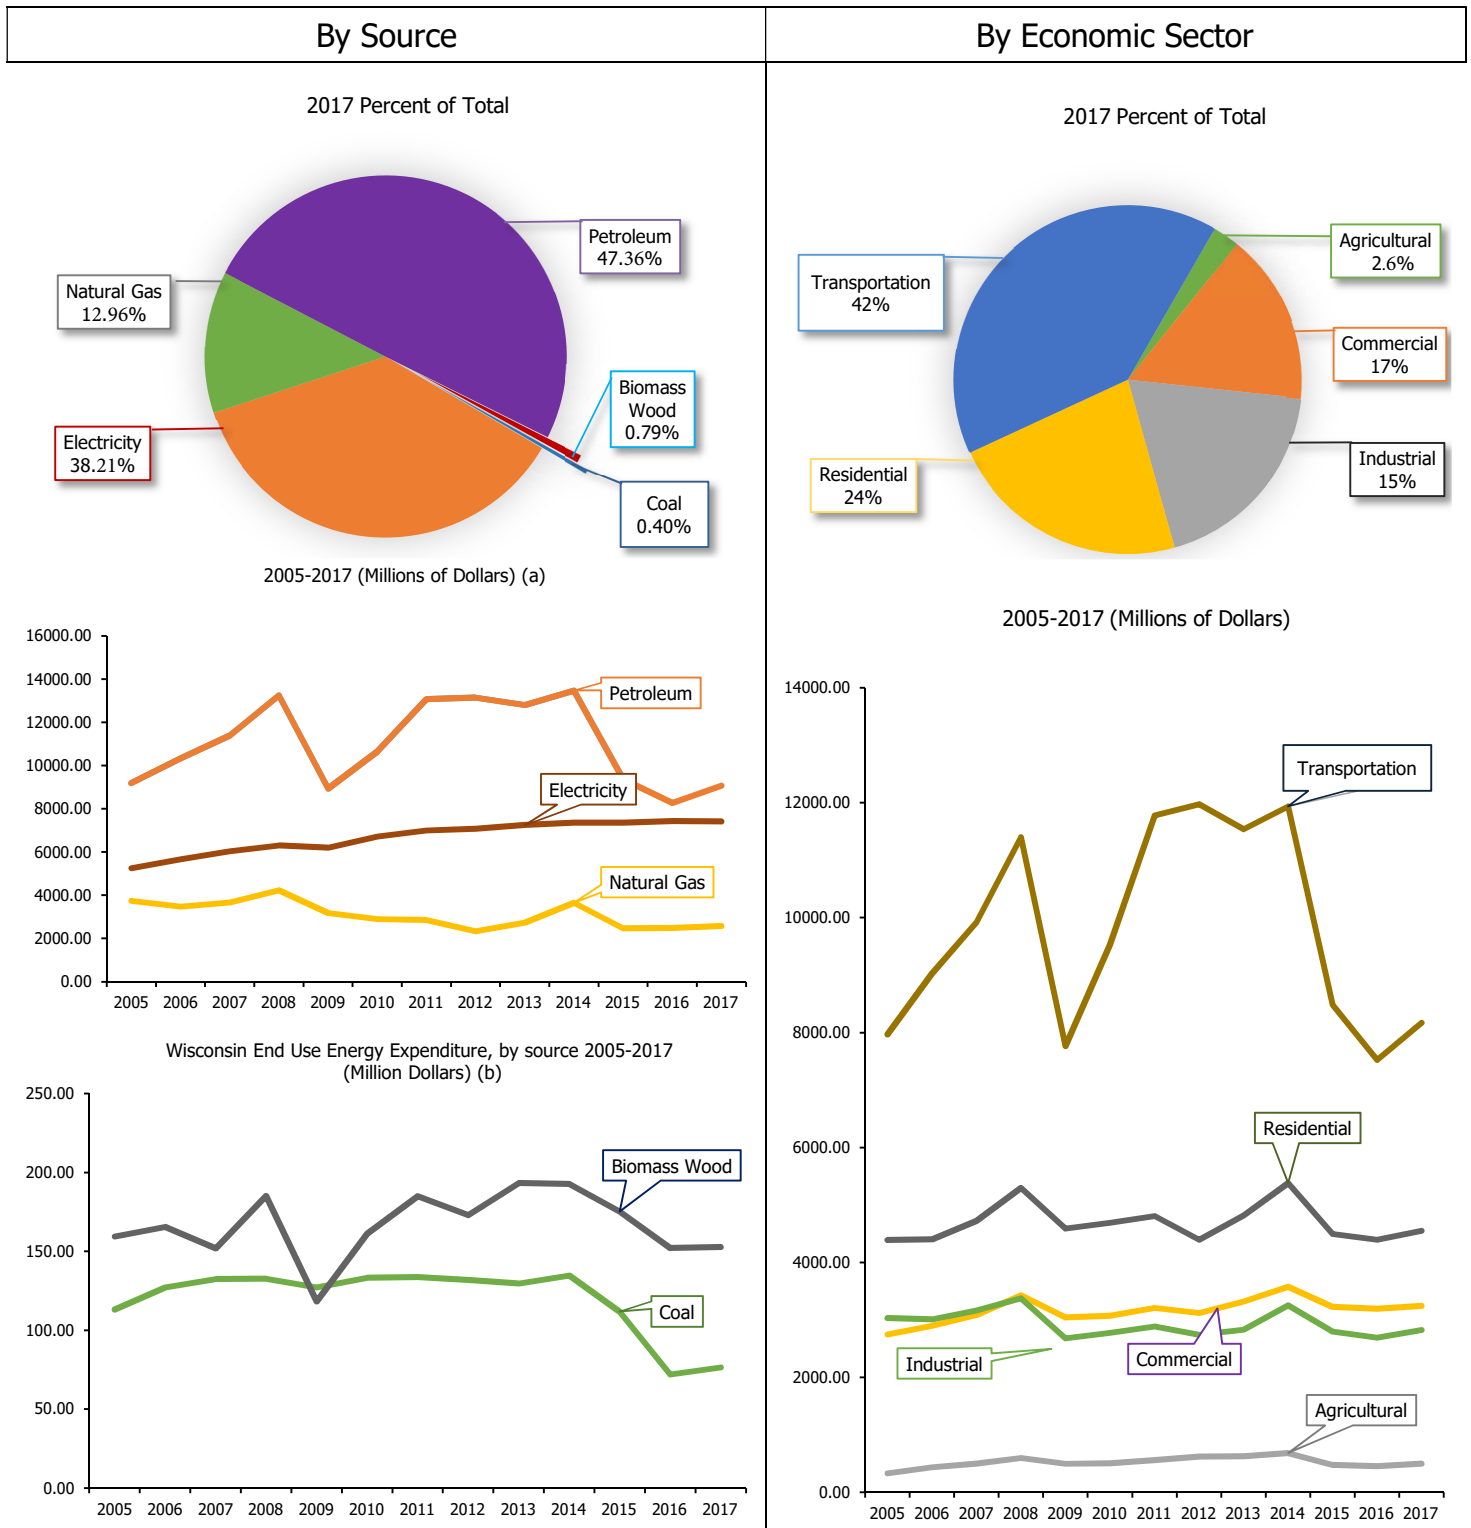 By Source
By Economic Sector
2017 Percent of Total
Petroleum
47.36%
Natural Gas
12.96%
Biomass
Wood
0.79%
Electricity
38.21%
Coal
0.40%
2005-2017 (Millions of Dollars) (a)
16000.00
14000.00
12000.00
10000.00
8000.00
6000.00
4000.00
2000.00
0.00
Petroleum
Electricity
Natural Gas
2005 2006 2007 2008 2009 2010 2011 2012 2013 2014 2015 2016 2017
Wisconsin End Use Energy Expenditure, by source 2005-2017
(Million Dollars) (b)
250.00
200.00
150.00
100.00
50.00
0.00
Biomass Wood
Coal
2005 2006 2007 2008 2009 2010 2011 2012 2013 2014 2015 2016 2017
2017 Percent of Total
Agricultural
2.6%
Transportation
42%
Commercial
17%
Industrial
15%
Residential
24%
2005-2017 (Millions of Dollars)
14000.00
12000.00
10000.00
8000.00
6000.00
4000.00
2000.00
0.00
Transportation
Residential
Industrial
Commercial
Agricultural
2005 2006 2007 2008 2009 2010 2011 2012 2013 2014 2015 2016 2017